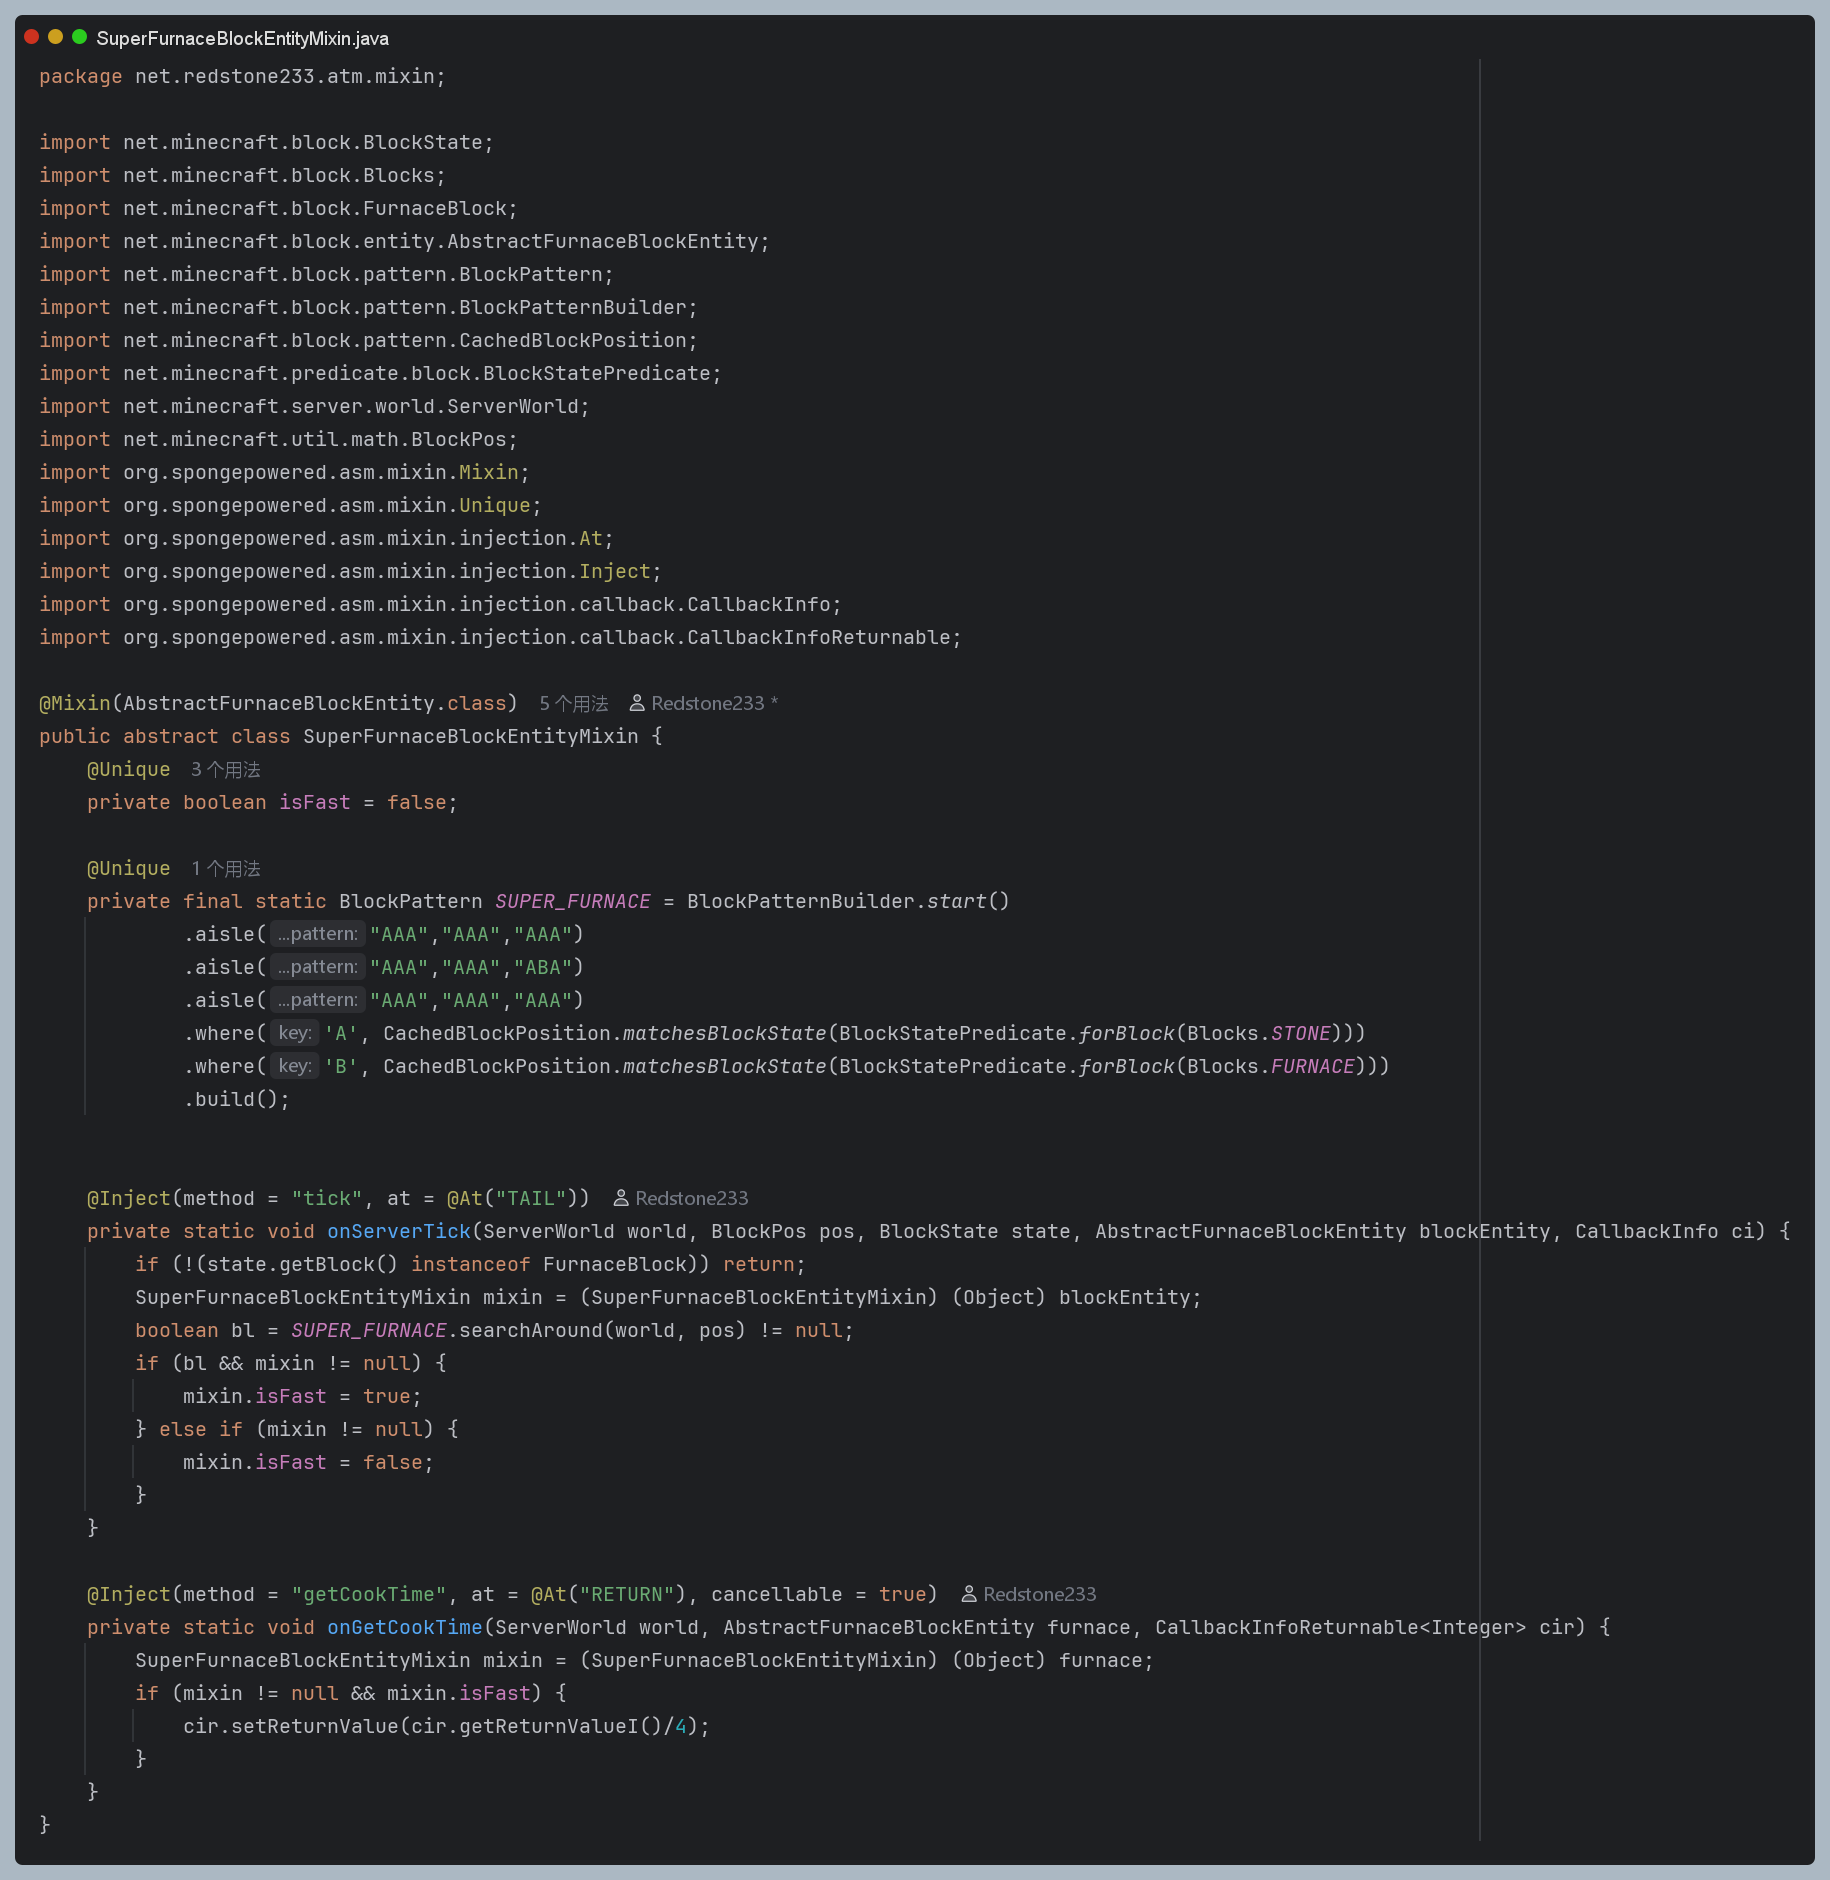 SuperFurnaceBlockEntityMixin.java
package net.redstone233.atm.mixin;
import net.minecraft.block.BlockState;
import net.minecraft.block.Blocks;
import net.minecraft.block.FurnaceBlock;
import net.minecraft.block.entity.AbstractFurnaceBlockEntity;
import net.minecraft.block.pattern.BlockPattern;
import net.minecraft.block.pattern.BlockPatternBuilder;
import net.minecraft.block.pattern.CachedBlockPosition;
import net.minecraft.predicate.block.BlockStatePredicate;
import net.minecraft.server.world.ServerWorld;
import net.minecraft.util.math.BlockPos;
import org.spongepowered.asm.mixin.Mixin;
import org.spongepowered.asm.mixin.Unique;
import org.spongepowered.asm.mixin.injection.At;
import org.spongepowered.asm.mixin.injection.Inject;
import org.spongepowered.asm.mixin.injection.callback.CallbackInfo;
import org.spongepowered.asm.mixin.injection.callback.CallbackInfoReturnable;
@Mixin(AbstractFurnaceBlockEntity.class) 5 个用法 Redstone233 *
public abstract class SuperFurnaceBlockEntityMixin {
    @Unique 3 个用法
    private boolean isFast = false;
    @Unique 1 个用法
    private final static BlockPattern SUPER_FURNACE = BlockPatternBuilder.start()
            .aisle( ...pattern: "AAA","AAA","AAA")
            .aisle( ...pattern: "AAA","AAA","ABA")
            .aisle( ...pattern: "AAA","AAA","AAA")
            .where( key: 'A', CachedBlockPosition.matchesBlockState(BlockStatePredicate.forBlock(Blocks.STONE)))
            .where( key: 'B', CachedBlockPosition.matchesBlockState(BlockStatePredicate.forBlock(Blocks.FURNACE)))
            .build();
    @Inject(method = "tick", at = @At("TAIL")) Redstone233
    private static void onServerTick(ServerWorld world, BlockPos pos, BlockState state, AbstractFurnaceBlockEntity blockEntity, CallbackInfo ci) {
        if (!(state.getBlock() instanceof FurnaceBlock)) return;
        SuperFurnaceBlockEntityMixin mixin = (SuperFurnaceBlockEntityMixin) (Object) blockEntity;
        boolean bl = SUPER_FURNACE.searchAround(world, pos) != null;
        if (bl && mixin != null) {
            mixin.isFast = true;
        } else if (mixin != null) {
            mixin.isFast = false;
        }
    }
    @Inject(method = "getCookTime", at = @At("RETURN"), cancellable = true) Redstone233
    private static void onGetCookTime(ServerWorld world, AbstractFurnaceBlockEntity furnace, CallbackInfoReturnable<Integer> cir) {
        SuperFurnaceBlockEntityMixin mixin = (SuperFurnaceBlockEntityMixin) (Object) furnace;
        if (mixin != null && mixin.isFast) {
            cir.setReturnValue(cir.getReturnValueI()/4);
        }
    }
}